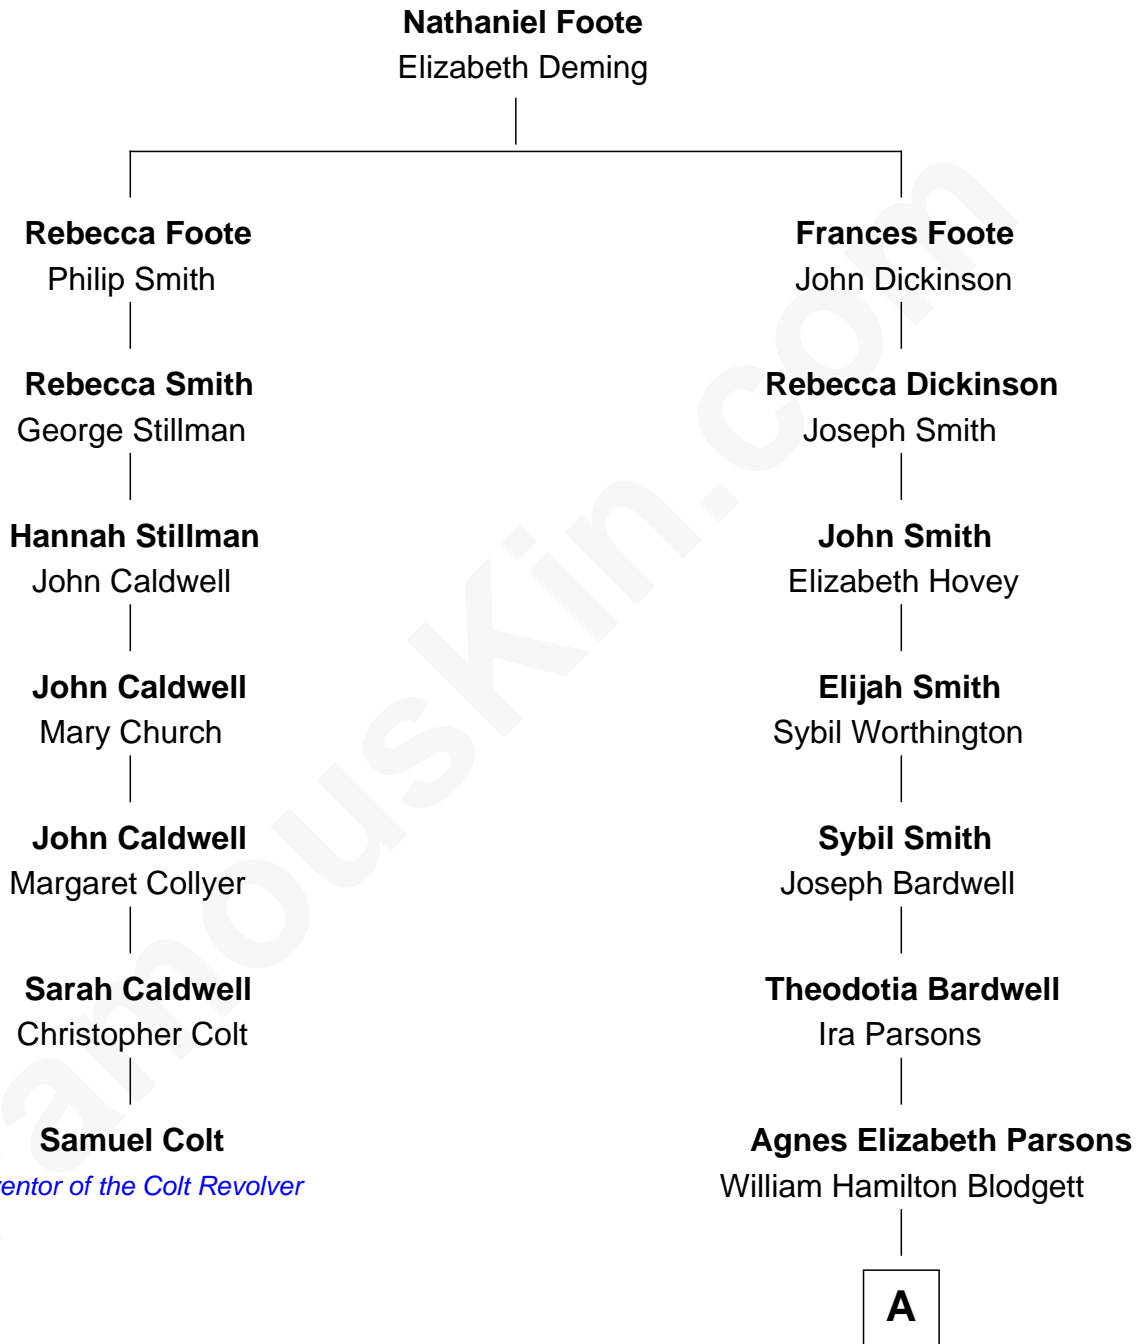 Nathaniel Foote
Elizabeth Deming
Rebecca Foote
Philip Smith
Frances Foote
John Dickinson
Rebecca Smith
George Stillman
Rebecca Dickinson
Joseph Smith
Hannah Stillman
John Caldwell
John Smith
Elizabeth Hovey
John Caldwell
Mary Church
Elijah Smith
Sybil Worthington
John Caldwell
Margaret Collyer
Sybil Smith
Joseph Bardwell
Sarah Caldwell
Christopher Colt
Theodotia Bardwell
Ira Parsons
Samuel Colt
entor of the Colt Revolver
Agnes Elizabeth Parsons
William Hamilton Blodgett
A
amouskin.com